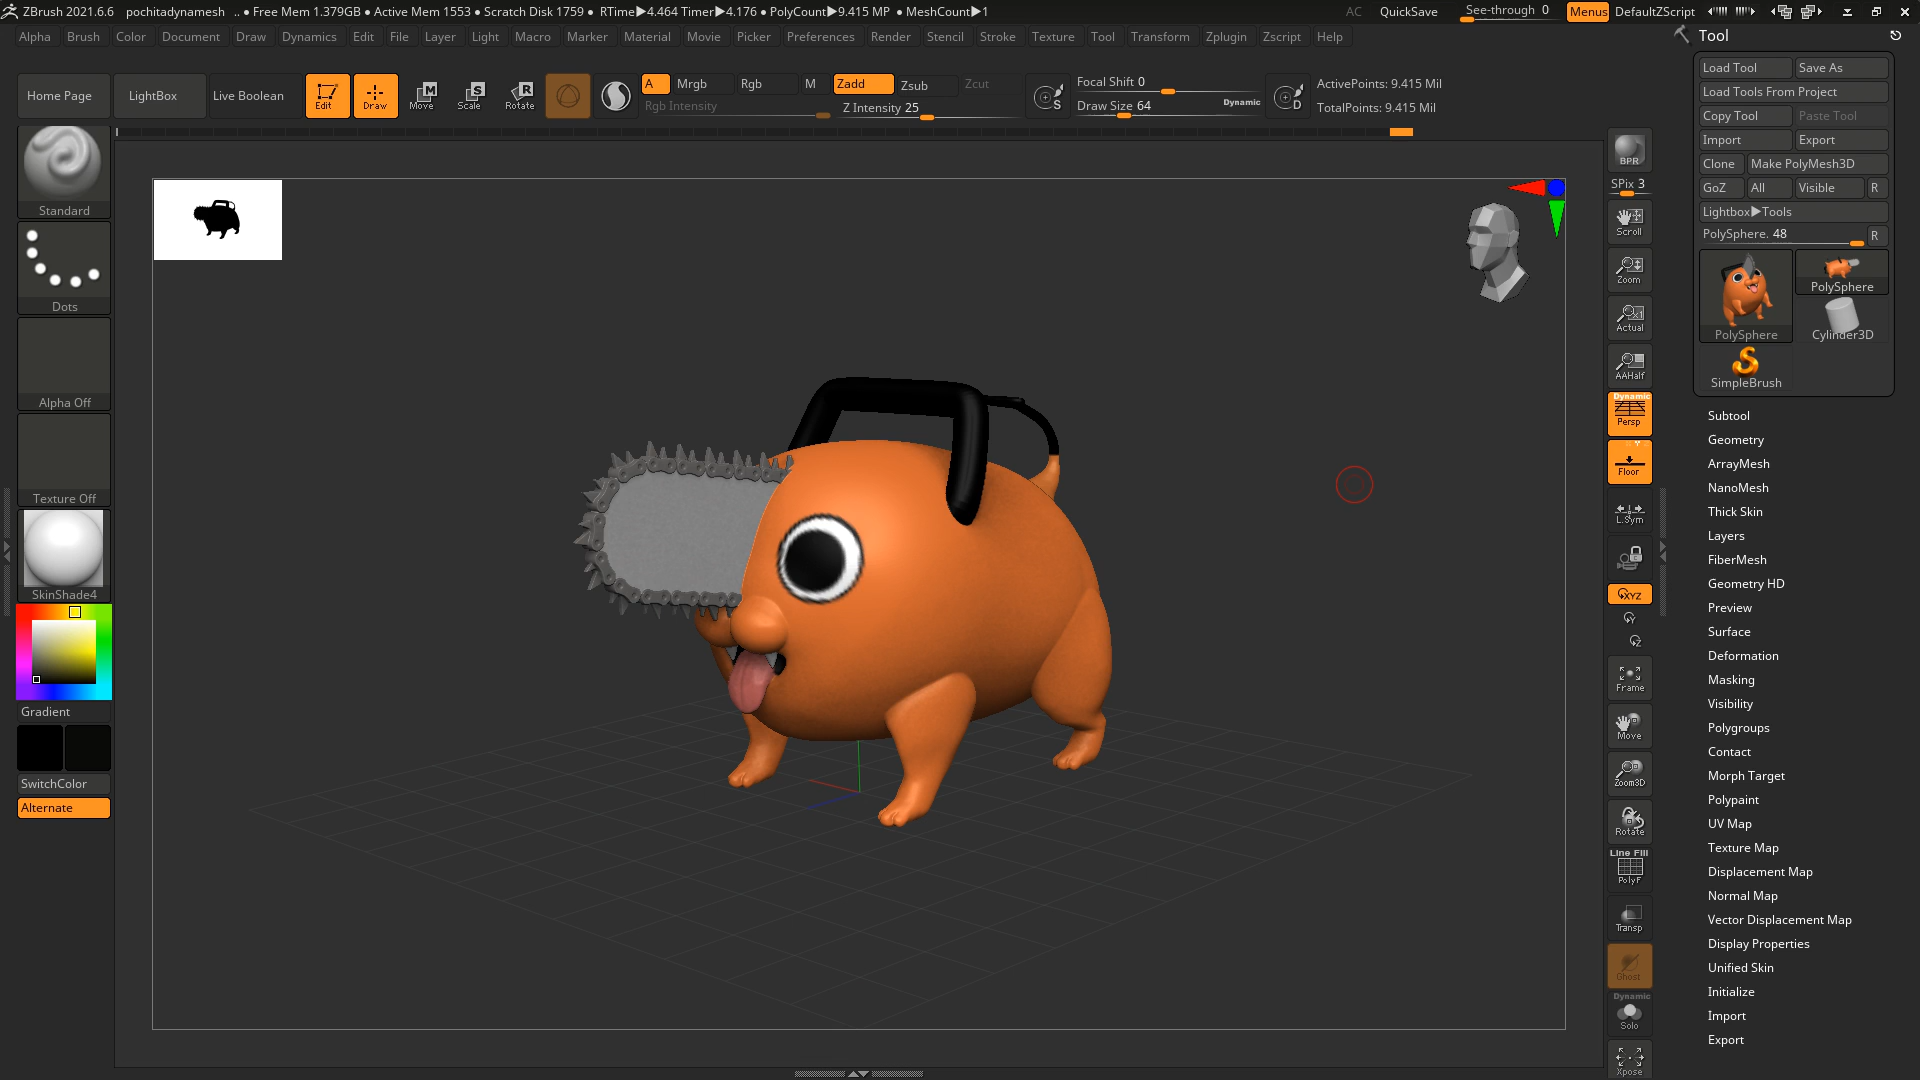 ZBrush 2021.6.6 pochitadynamesh .. ● Free Mem 1.379GB ● Active Mem 1553 ● Scratch Disk 1759 ● RTime▶4.464 Timer▶4.176 ● PolyCount▶9.415 MP ● MeshCount▶1 AC QuickSave See-through 0 Menus DefaultZScript
Alpha Brush Color Document Draw Dynamics Edit File Layer Light Macro Marker Material Movie Picker Preferences Render Stencil Stroke Texture Tool Transform Zplugin Zscript Help
Home Page LightBox Live Boolean Edit Draw Move Scale Rotate
A Mrgb Rgb M Zadd Zsub Zcut
Rgb Intensity Z Intensity 25
Focal Shift 0
Draw Size 64 Dynamic
ActivePoints: 9.415 Mil
TotalPoints: 9.415 Mil
Standard
Dots
Alpha Off
Texture Off
SkinShade4
Gradient
SwitchColor
Alternate
BPR
SPix 3
Scroll
Zoom
Actual
AAHalf
Dynamic
Persp
Floor
L.Sym
XYZ
Y
Z
Frame
Move
Zoom3D
Rotate
Line Fill
PolyF
Transp
Ghost
Dynamic
Solo
Xpose
Tool
Load Tool Save As
Load Tools From Project
Copy Tool Paste Tool
Import Export
Clone Make PolyMesh3D
GoZ All Visible R
Lightbox▶Tools
PolySphere. 48 R
PolySphere
PolySphere Cylinder3D
SimpleBrush
Subtool
Geometry
ArrayMesh
NanoMesh
Thick Skin
Layers
FiberMesh
Geometry HD
Preview
Surface
Deformation
Masking
Visibility
Polygroups
Contact
Morph Target
Polypaint
UV Map
Texture Map
Displacement Map
Normal Map
Vector Displacement Map
Display Properties
Unified Skin
Initialize
Import
Export